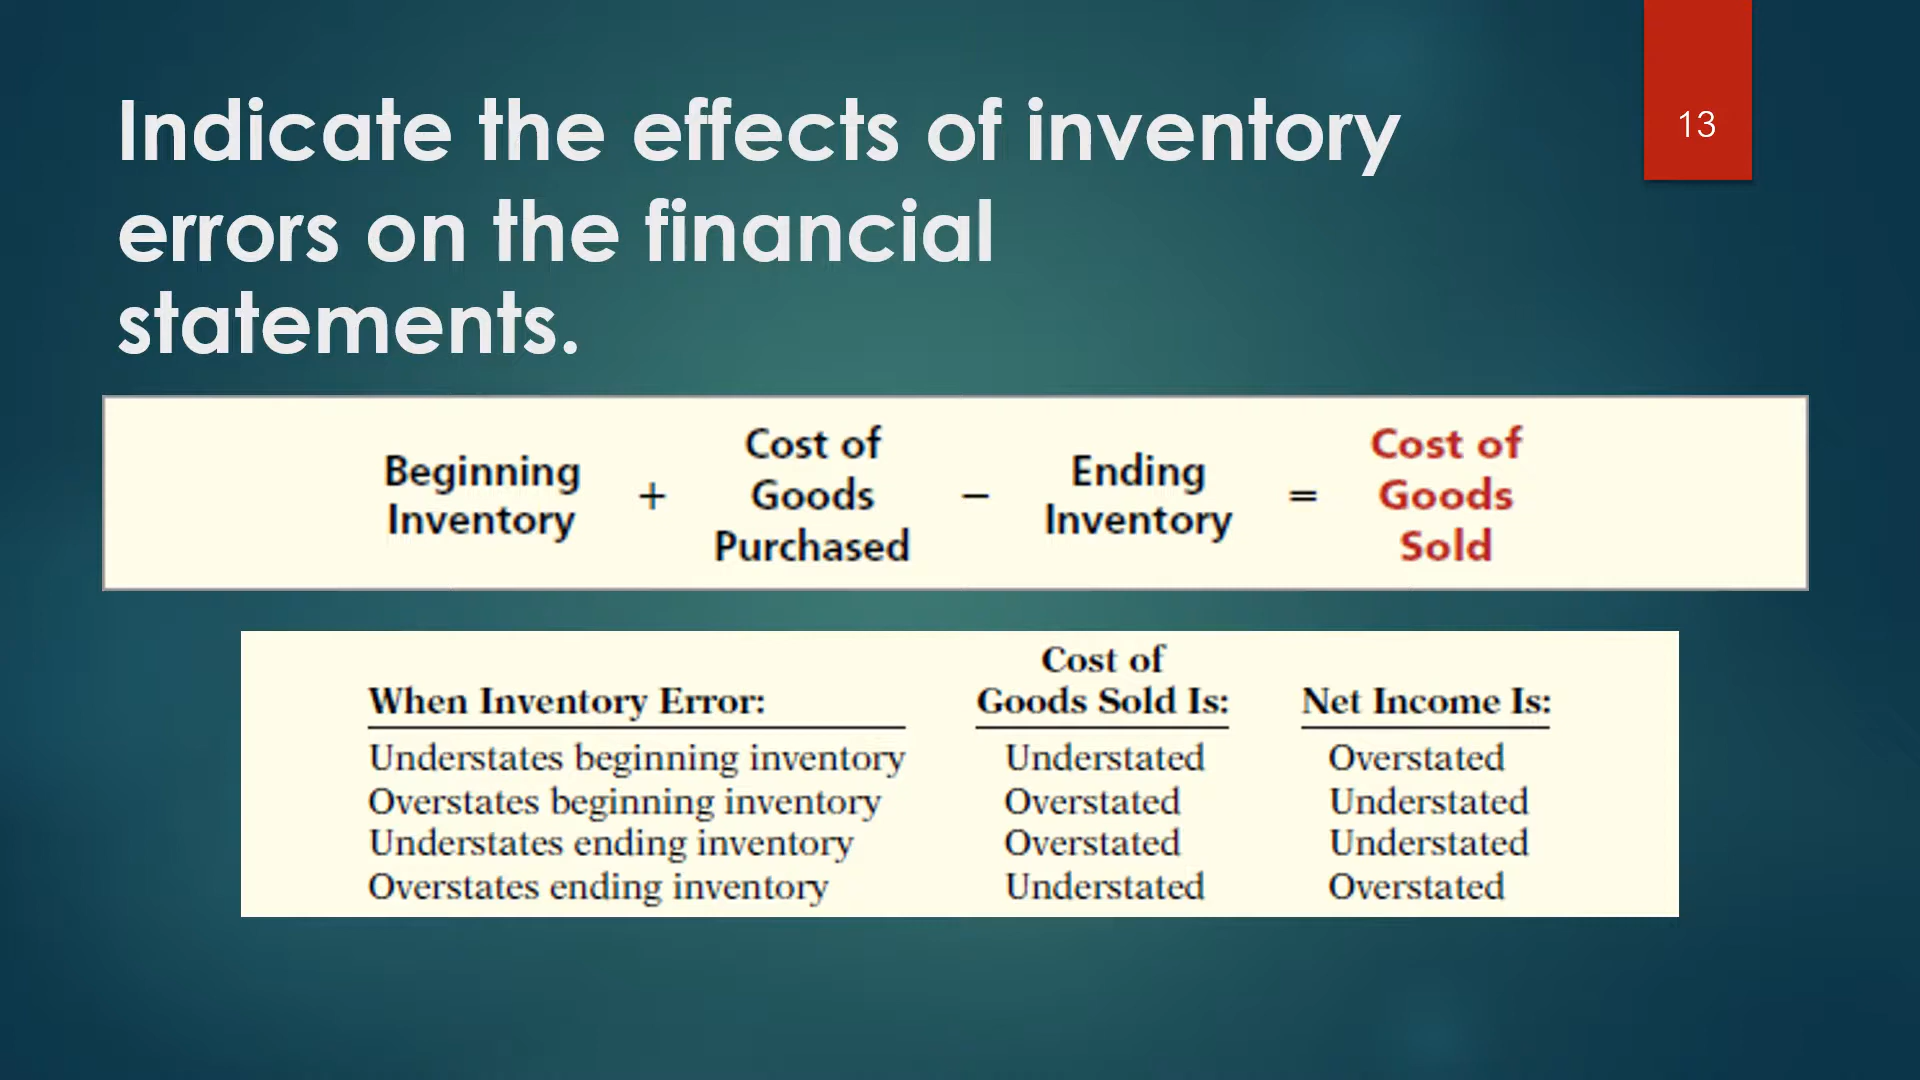 13
Indicate the effects of inventory
errors on the financial
statements.
Beginning Inventory + Cost of Goods Purchased – Ending Inventory = Cost of Goods Sold
When Inventory Error: Cost of Goods Sold Is: Net Income Is:
Understates beginning inventory Understated Overstated
Overstates beginning inventory Overstated Understated
Understates ending inventory Overstated Understated
Overstates ending inventory Understated Overstated